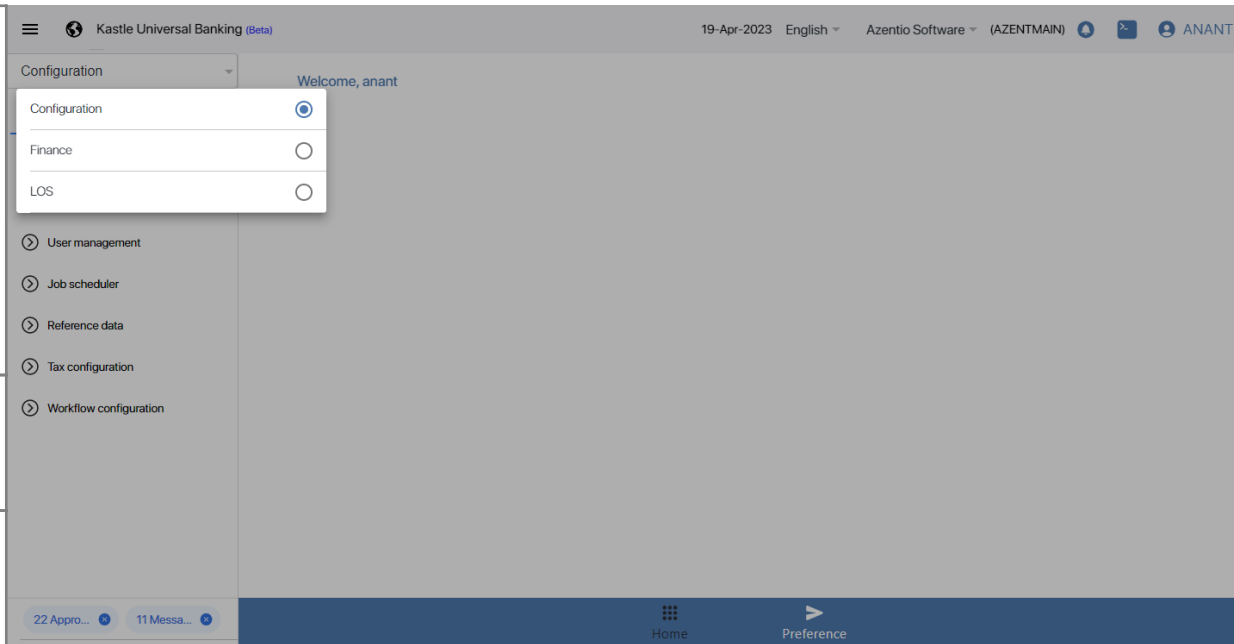 Kastle Universal Banking (Beta)
19-Apr-2023 English Azentio Software (AZENTMAIN) ANANT
Configuration
Welcome, anant
Configuration
Finance
LOS
User management
Job scheduler
Reference data
Tax configuration
Workflow configuration
22 Appro... 11 Messa...
Home Preference